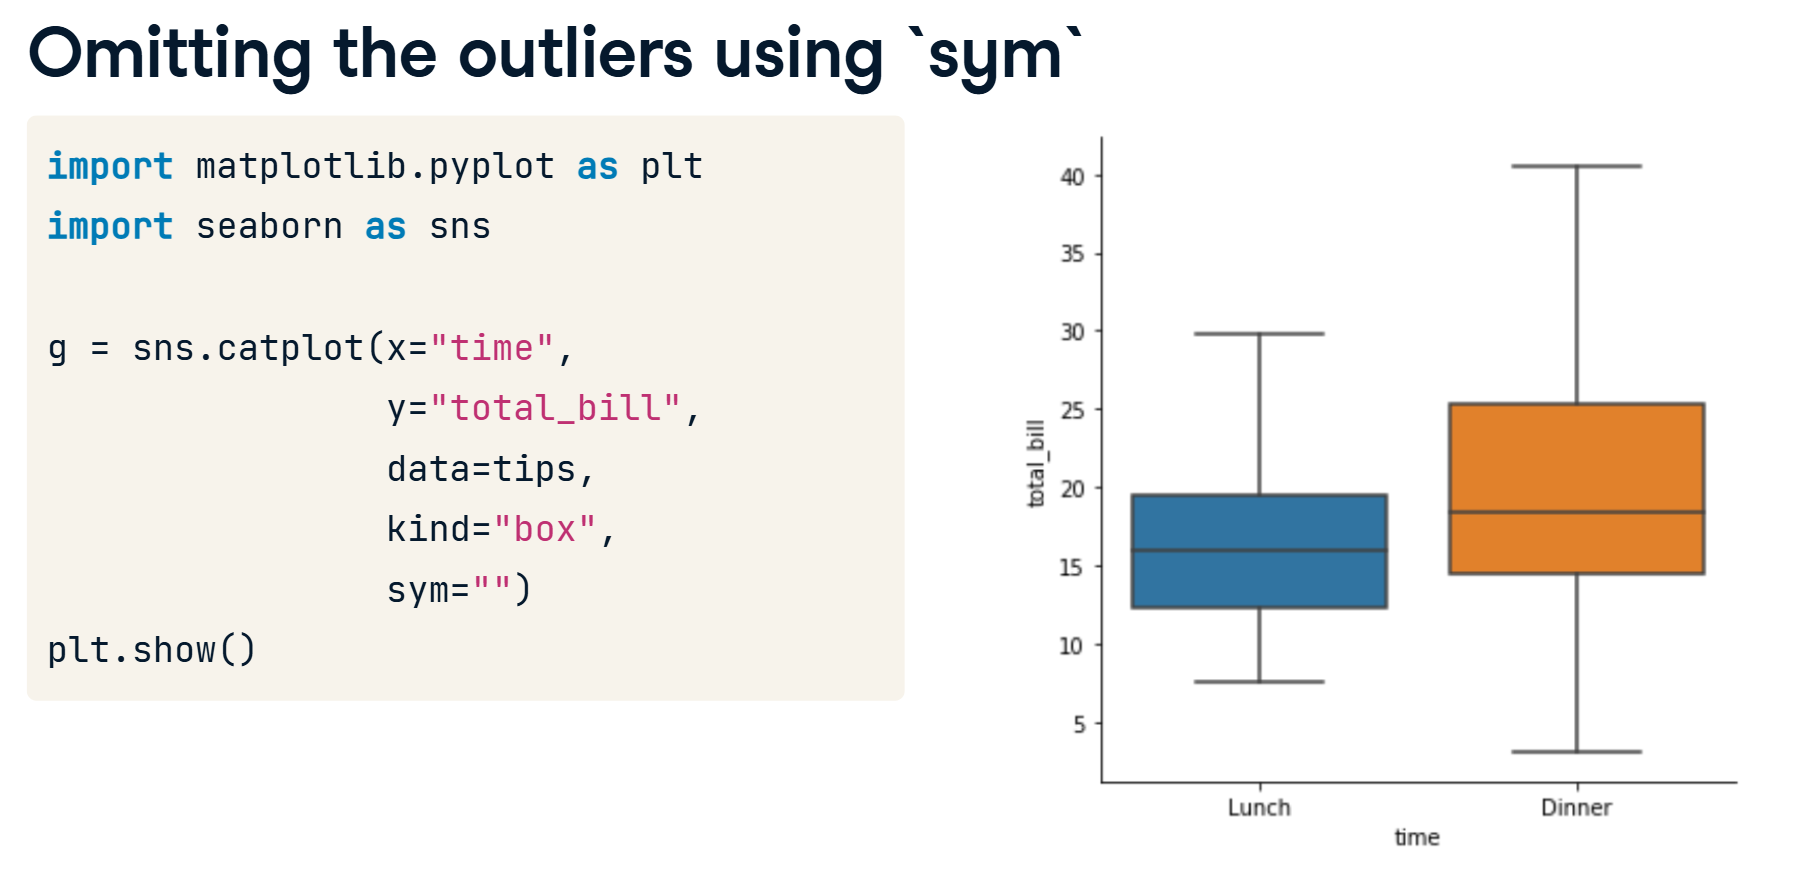 Omitting the outliers using `sym`
import matplotlib.pyplot as plt
import seaborn as sns
g = sns.catplot(x="time",
y="total_bill",
data=tips,
kind="box",
sym="")
plt.show()
40
35
30
25
20
15
10
5
total_bill
Lunch Dinner
time